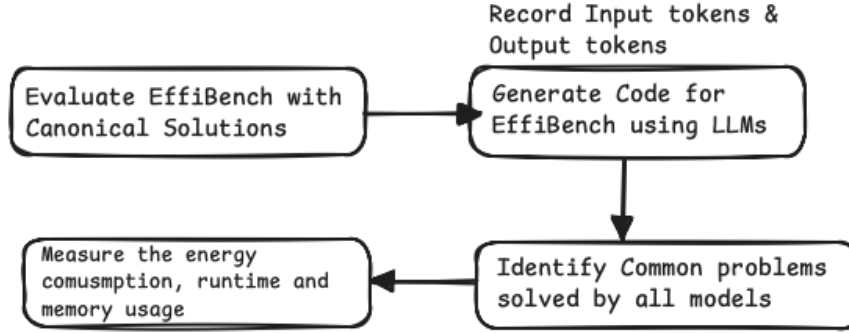 Record Input tokens &
Output tokens
Evaluate EffiBench with
Canonical Solutions
Generate Code for
EffiBench using LLMs
Identify Common problems
solved by all models
Measure the energy
comusmption, runtime and
memory usage